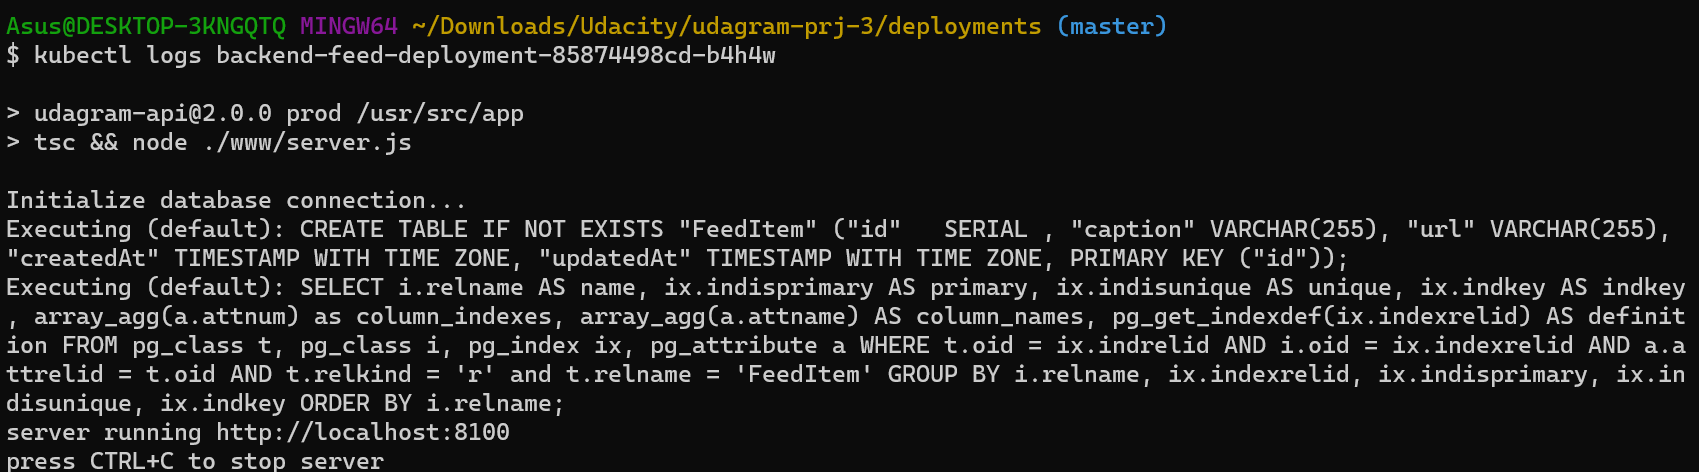 Asus@DESKTOP-3KNGQTQ MINGW64 ~/Downloads/Udacity/udagram-prj-3/deployments (master)
$ kubectl logs backend-feed-deployment-85874498cd-b4h4w
> udagram-api@2.0.0 prod /usr/src/app
> tsc && node ./www/server.js
Initialize database connection...
Executing (default): CREATE TABLE IF NOT EXISTS "FeedItem" ("id"   SERIAL , "caption" VARCHAR(255), "url" VARCHAR(255),
"createdAt" TIMESTAMP WITH TIME ZONE, "updatedAt" TIMESTAMP WITH TIME ZONE, PRIMARY KEY ("id"));
Executing (default): SELECT i.relname AS name, ix.indisprimary AS primary, ix.indisunique AS unique, ix.indkey AS indkey
, array_agg(a.attnum) as column_indexes, array_agg(a.attname) AS column_names, pg_get_indexdef(ix.indexrelid) AS definit
ion FROM pg_class t, pg_class i, pg_index ix, pg_attribute a WHERE t.oid = ix.indrelid AND i.oid = ix.indexrelid AND a.a
ttrelid = t.oid AND t.relkind = 'r' and t.relname = 'FeedItem' GROUP BY i.relname, ix.indexrelid, ix.indisprimary, ix.in
disunique, ix.indkey ORDER BY i.relname;
server running http://localhost:8100
press CTRL+C to stop server